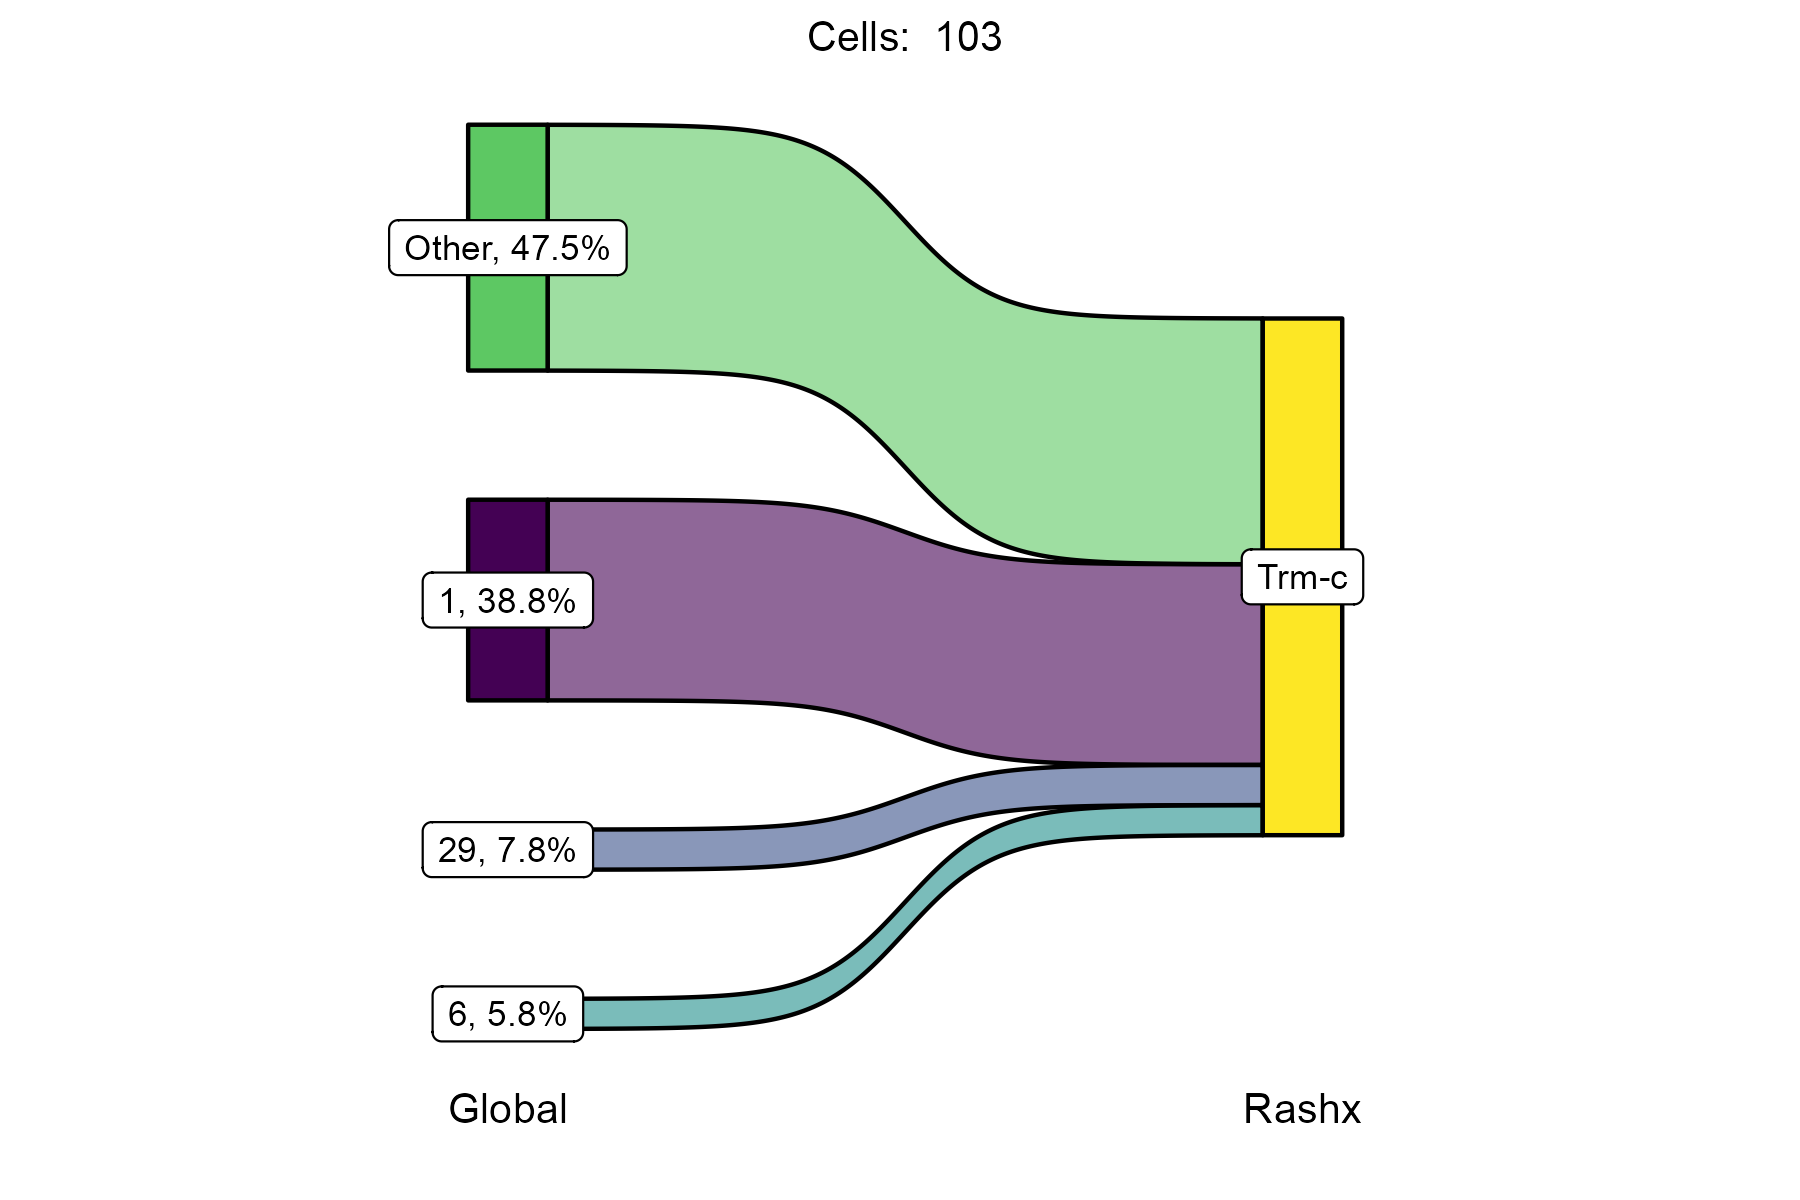 Cells:  103
Other, 47.5%
Trm-c
1, 38.8%
29, 7.8%
6, 5.8%
Global
Rashx